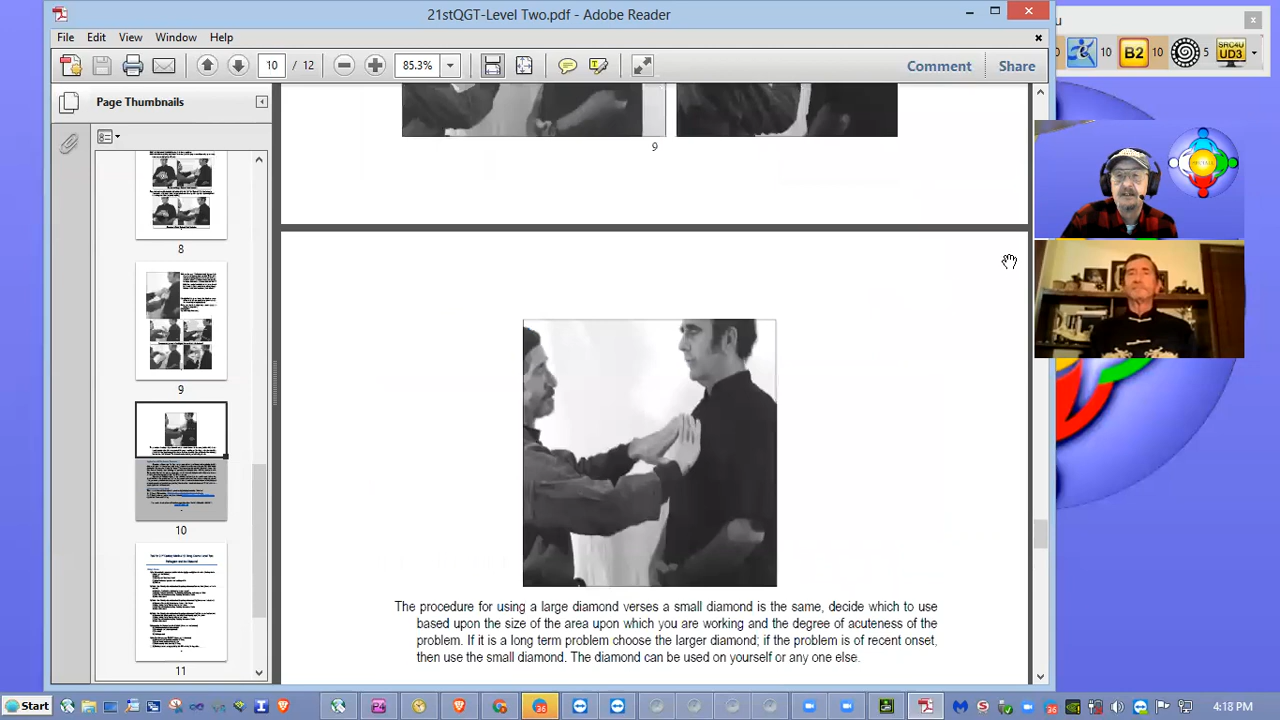 21stQGT-Level Two.pdf - Adobe Reader
File Edit View Window Help
10 / 12 85.3% Comment Share
10 B2 10 5 SRC4U UD3
Page Thumbnails
9
8
9
10
11
The procedure for using a large diamond verses a small diamond is the same, decide which to use
based upon the size of the area upon which you are working and the degree of acuteness of the
problem. If it is a long term problem choose the larger diamond; if the problem is of recent onset,
then use the small diamond. The diamond can be used on yourself or any one else.
Start 36 36 4:18 PM